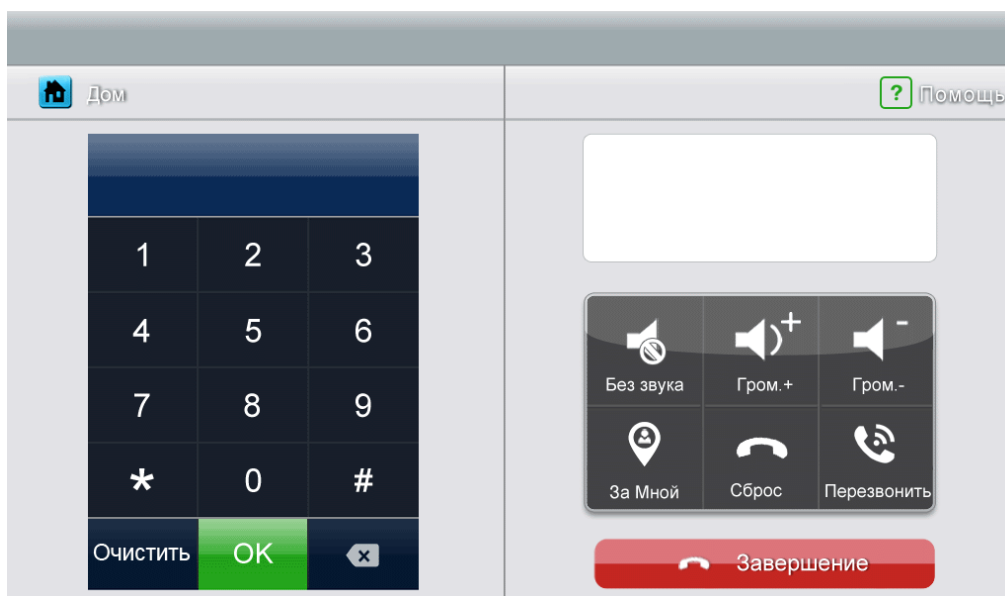 Дом
? Помощь
1 2 3
4 5 6
7 8 9
* 0 #
Очистить OK
Без звука Гром.+ Гром.-
За Мной Сброс Перезвонить
Завершение